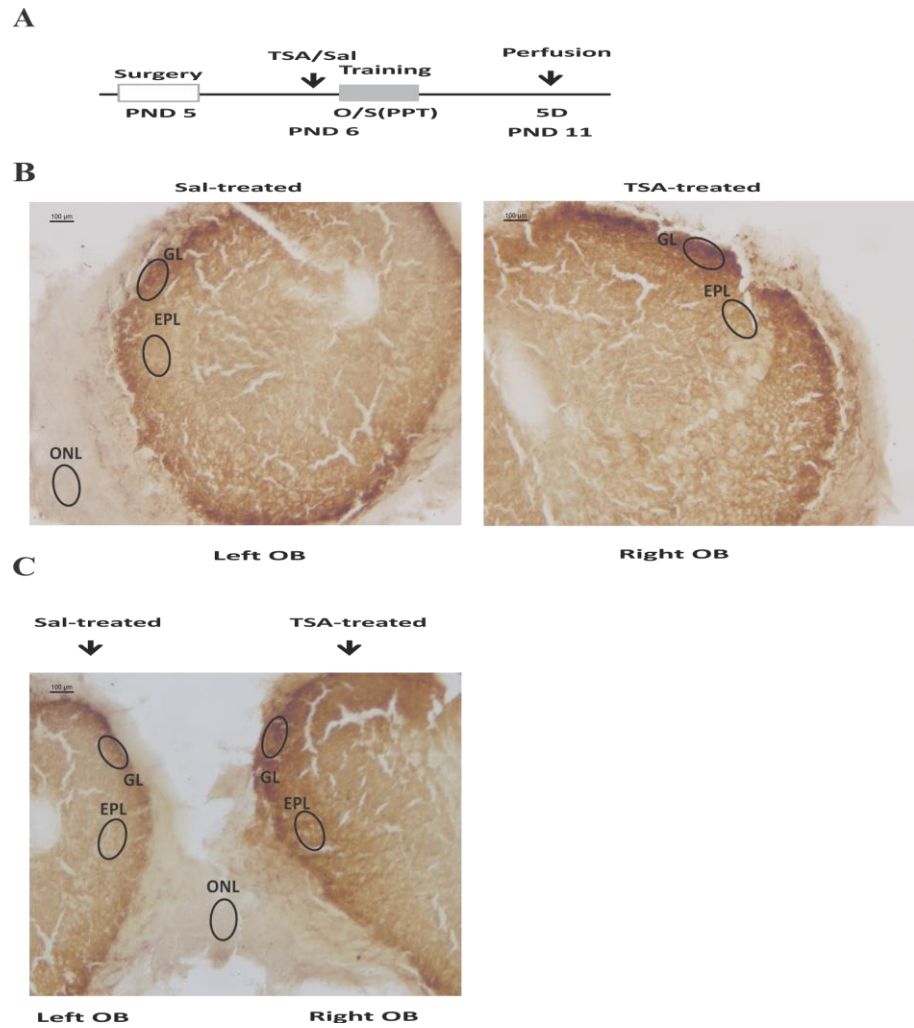 A
TSA/Sal Perfusion
Surgery Training
PND 5 O/S(PPT) 5D
PND 6 PND 11
B
Sal-treated TSA-treated
100 µm 100 µm
GL GL
EPL EPL
ONL
Left OB Right OB
C
Sal-treated TSA-treated
100 µm
GL GL
EPL EPL
ONL
Left OB Right OB